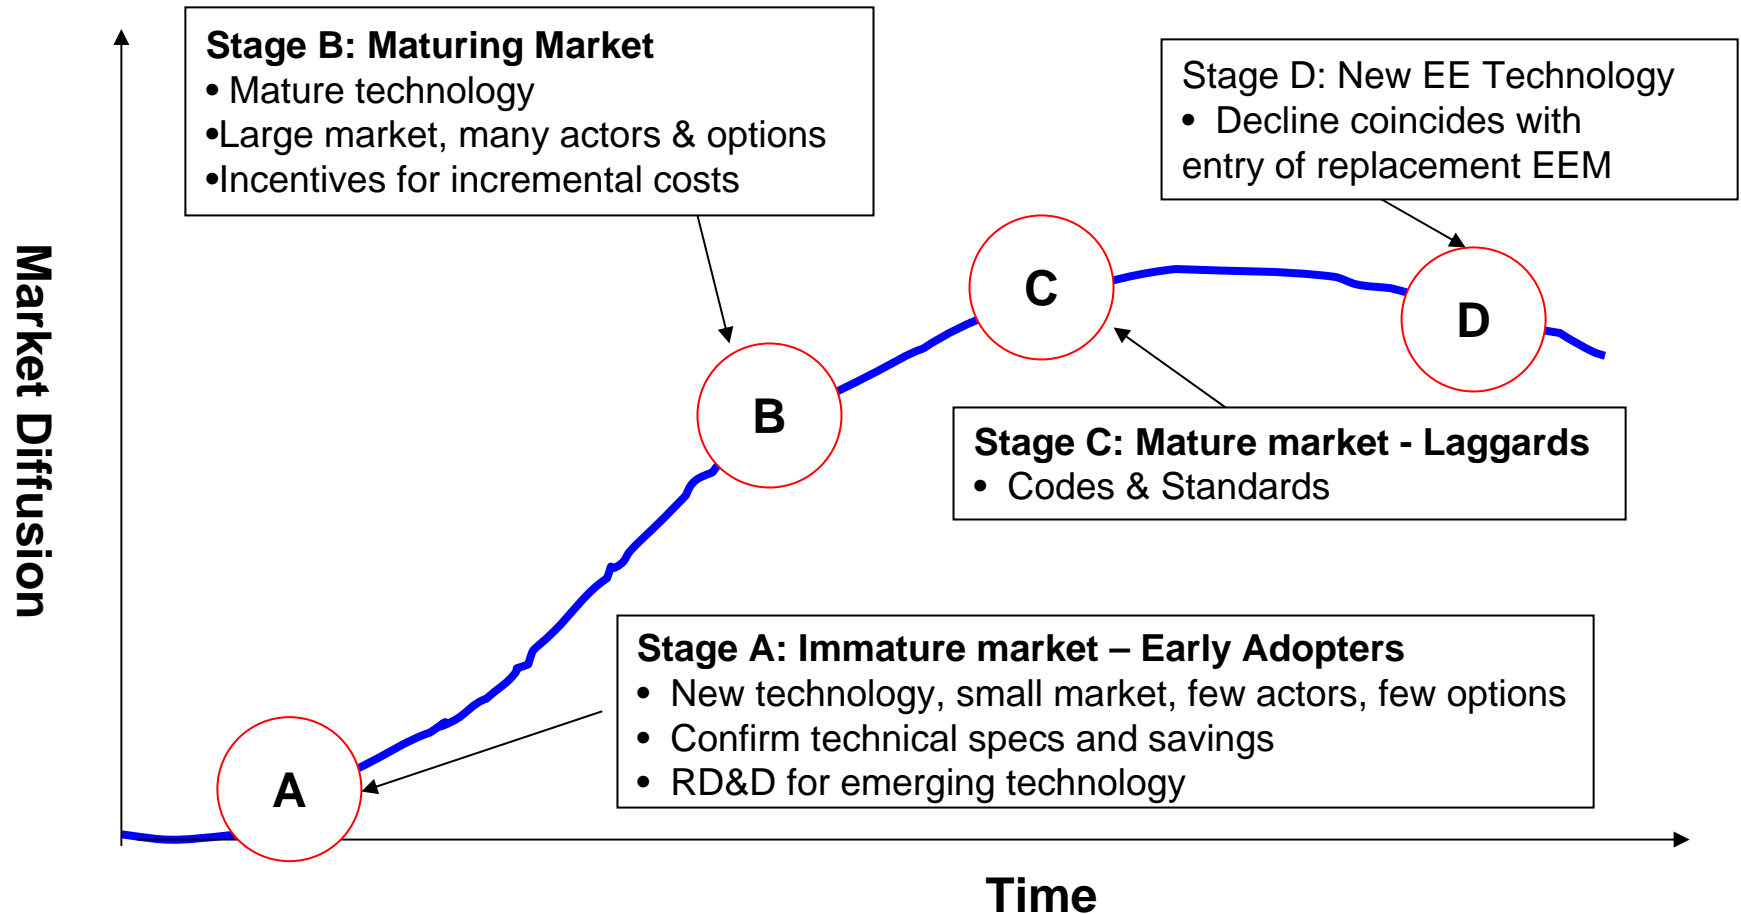 Stage B: Maturing Market
• Mature technology
•Large market, many actors & options
•Incentives for incremental costs
Stage D: New EE Technology
• Decline coincides with
entry of replacement EEM
Market Diffusion
C
D
B
Stage C: Mature market - Laggards
• Codes & Standards
Stage A: Immature market – Early Adopters
• New technology, small market, few actors, few options
• Confirm technical specs and savings
• RD&D for emerging technology
A
Time